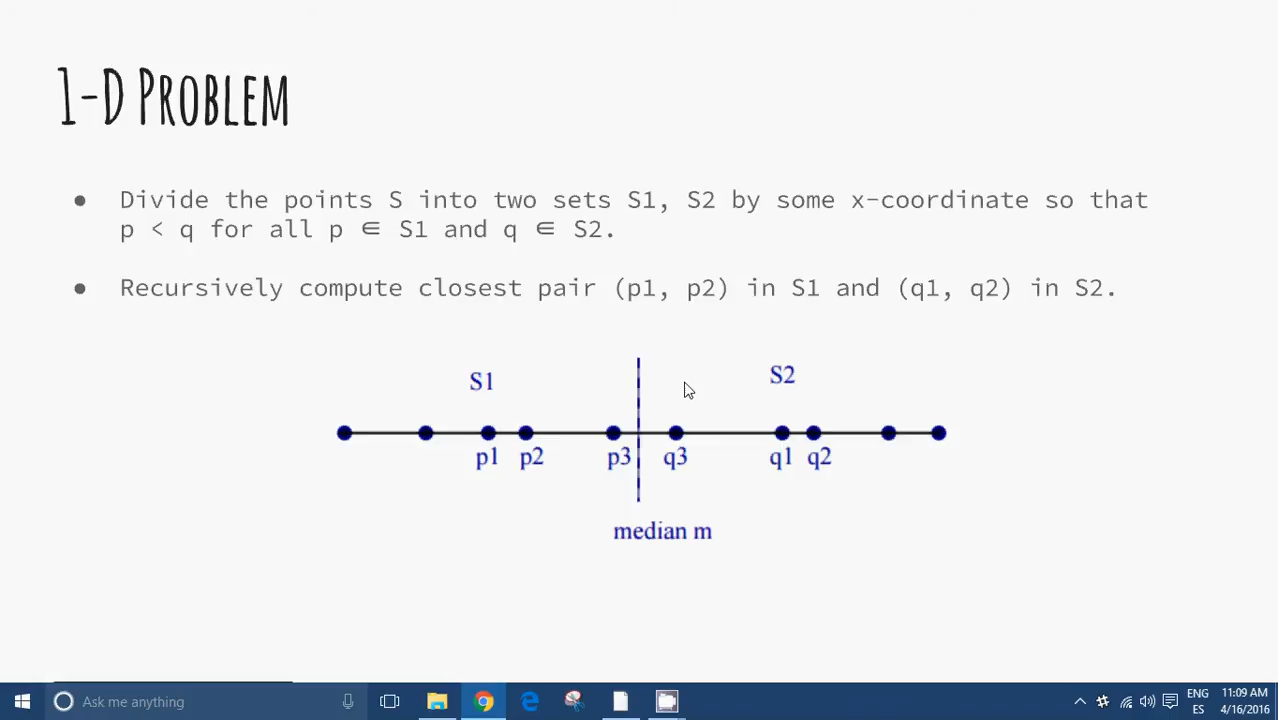 1-D Problem
● Divide the points S into two sets S1, S2 by some x-coordinate so that
p < q for all p ∈ S1 and q ∈ S2.
● Recursively compute closest pair (p1, p2) in S1 and (q1, q2) in S2.
S1 S2
p1 p2 p3 q3 q1 q2
median m
Ask me anything
ENG 11:09 AM
ES 4/16/2016